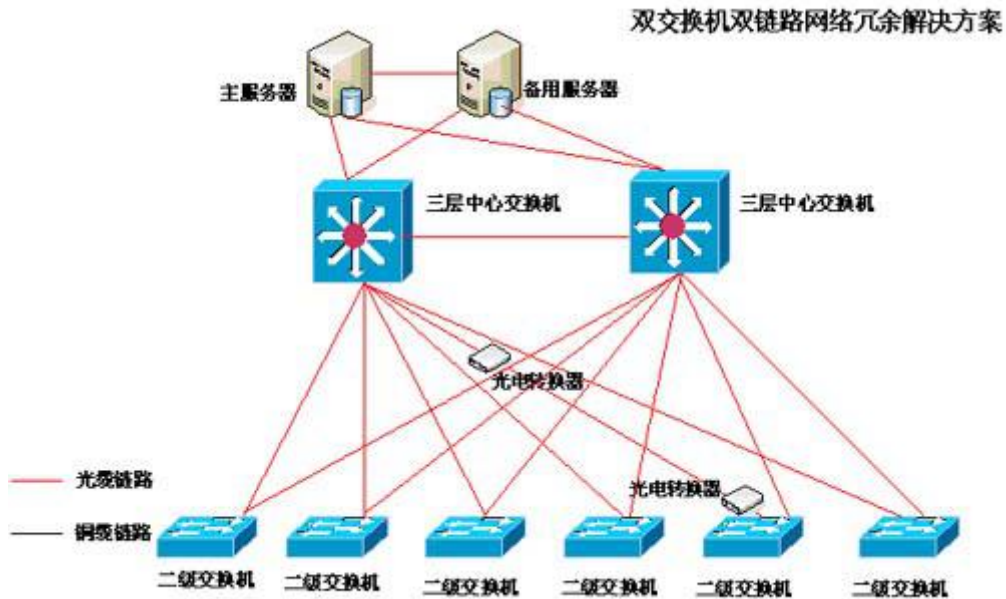 双交换机双链路网络冗余解决方案
主服务器
备用服务器
三层中心交换机
三层中心交换机
光电转换器
光缆链路
光电转换器
铜缆链路
二级交换机
二级交换机
二级交换机
二级交换机
二级交换机
二级交换机